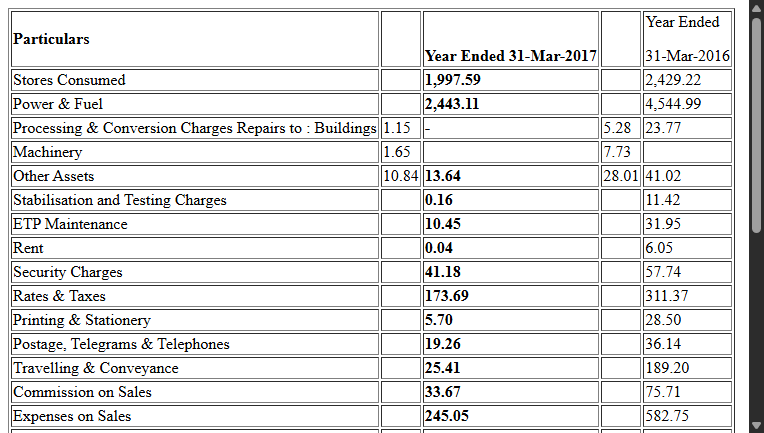 Particulars Year Ended 31-Mar-2017 Year Ended 31-Mar-2016
Stores Consumed 1,997.59 2,429.22
Power & Fuel 2,443.11 4,544.99
Processing & Conversion Charges Repairs to : Buildings 1.15 - 5.28 23.77
Machinery 1.65 7.73
Other Assets 10.84 13.64 28.01 41.02
Stabilisation and Testing Charges 0.16 11.42
ETP Maintenance 10.45 31.95
Rent 0.04 6.05
Security Charges 41.18 57.74
Rates & Taxes 173.69 311.37
Printing & Stationery 5.70 28.50
Postage, Telegrams & Telephones 19.26 36.14
Travelling & Conveyance 25.41 189.20
Commission on Sales 33.67 75.71
Expenses on Sales 245.05 582.75